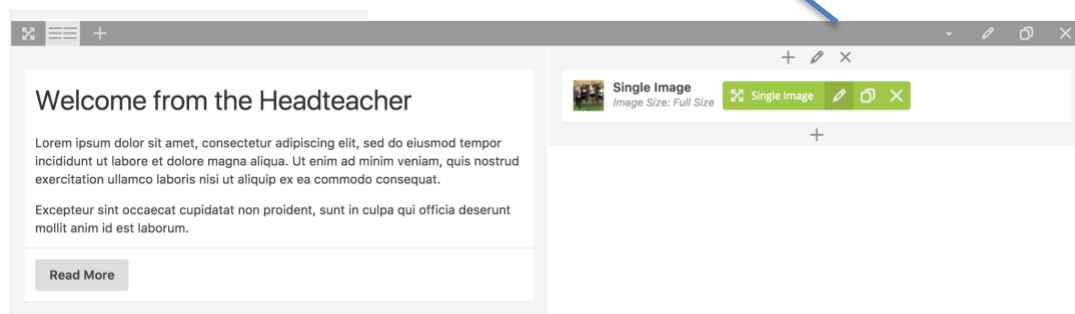 Welcome from the Headteacher
Lorem ipsum dolor sit amet, consectetur adipiscing elit, sed do eiusmod tempor
incididunt ut labore et dolore magna aliqua. Ut enim ad minim veniam, quis nostrud
exercitation ullamco laboris nisi ut aliquip ex ea commodo consequat.
Excepteur sint occaecat cupidatat non proident, sunt in culpa qui officia deserunt
mollit anim id est laborum.
Read More
Single Image
Image Size: Full Size
Single Image